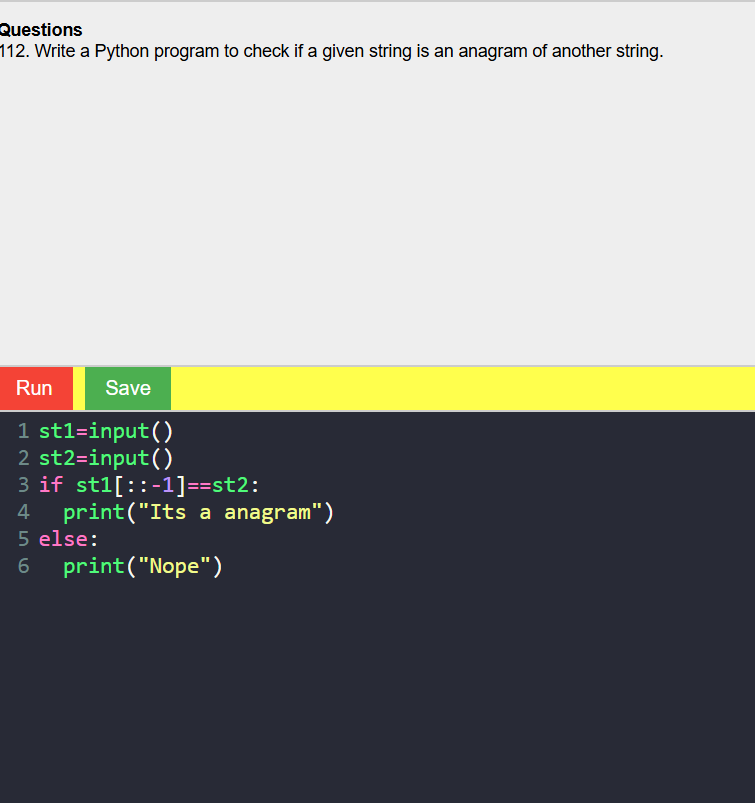 Questions
112. Write a Python program to check if a given string is an anagram of another string.
Run Save
1 st1=input()
2 st2=input()
3 if st1[::-1]==st2:
4   print("Its a anagram")
5 else:
6   print("Nope")